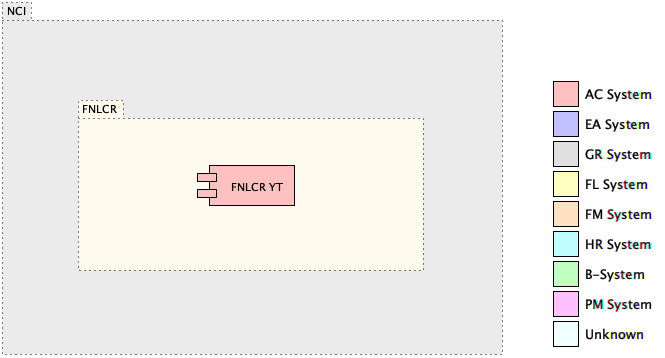 NCI
FNLCR
FNLCR YT
AC System
EA System
GR System
FL System
FM System
HR System
B-System
PM System
Unknown